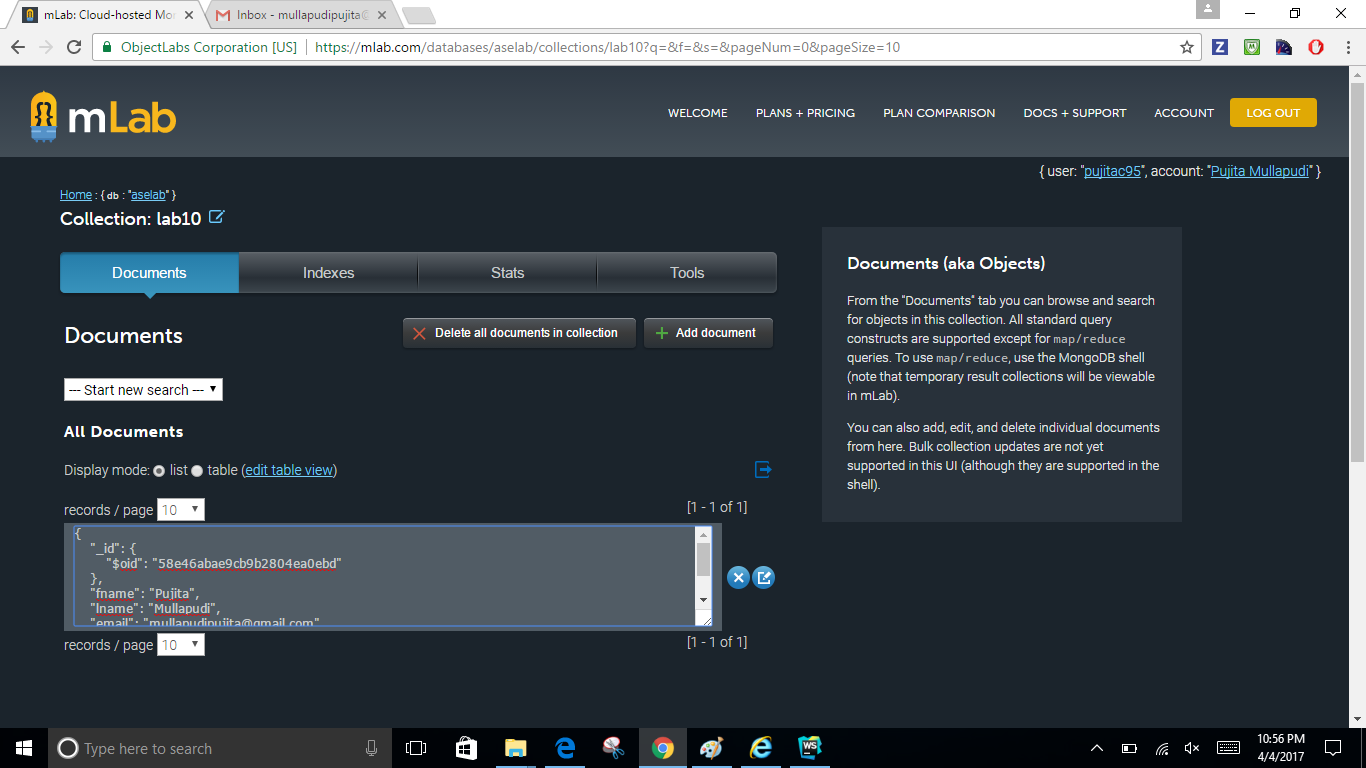 mLab: Cloud-hosted Mon
Inbox - mullapudipujita@
ObjectLabs Corporation [US]
https://mlab.com/databases/aselab/collections/lab10?q=&f=&s=&pageNum=0&pageSize=10
mLab
WELCOME
PLANS + PRICING
PLAN COMPARISON
DOCS + SUPPORT
ACCOUNT
LOG OUT
{ user: "pujitac95", account: "Pujita Mullapudi" }
Home : { db : "aselab" }
Collection: lab10
Documents
Indexes
Stats
Tools
Documents
Delete all documents in collection
Add document
--- Start new search ---
All Documents
Display mode: list table (edit table view)
records / page 10
[1 - 1 of 1]
{
"_id": {
"$oid": "58e46abae9cb9b2804ea0ebd"
},
"fname": "Pujita",
"lname": "Mullapudi",
"email": "mullapudipujita@gmail.com"
records / page 10
[1 - 1 of 1]
Documents (aka Objects)
From the "Documents" tab you can browse and search
for objects in this collection. All standard query
constructs are supported except for map/reduce
queries. To use map/reduce, use the MongoDB shell
(note that temporary result collections will be viewable
in mLab).
You can also add, edit, and delete individual documents
from here. Bulk collection updates are not yet
supported in this UI (although they are supported in the
shell).
Type here to search
WS
10:56 PM
4/4/2017